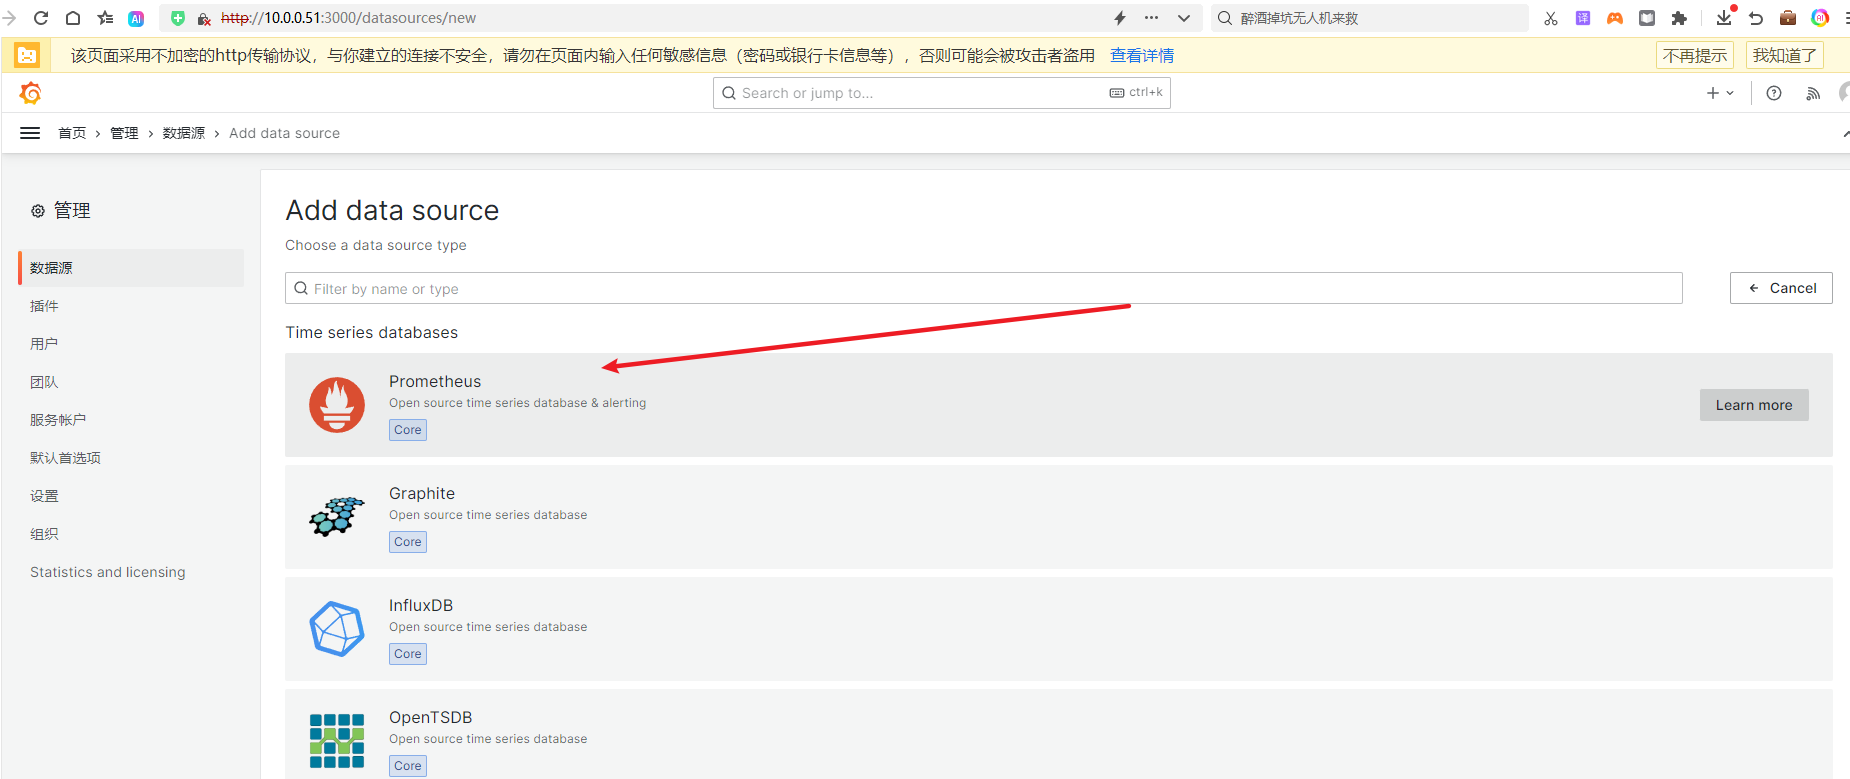 http://10.0.0.51:3000/datasources/new
醉酒掉坑无人机来救
该页面采用不加密的http传输协议，与你建立的连接不安全，请勿在页面内输入任何敏感信息（密码或银行卡信息等），否则可能会被攻击者盗用 查看详情
不再提示
我知道了
Search or jump to...
ctrl+k
首页 › 管理 › 数据源 › Add data source
管理
数据源
插件
用户
团队
服务帐户
默认首选项
设置
组织
Statistics and licensing
Add data source
Choose a data source type
Filter by name or type
Cancel
Time series databases
Prometheus
Open source time series database & alerting
Core
Learn more
Graphite
Open source time series database
Core
InfluxDB
Open source time series database
Core
OpenTSDB
Open source time series database
Core